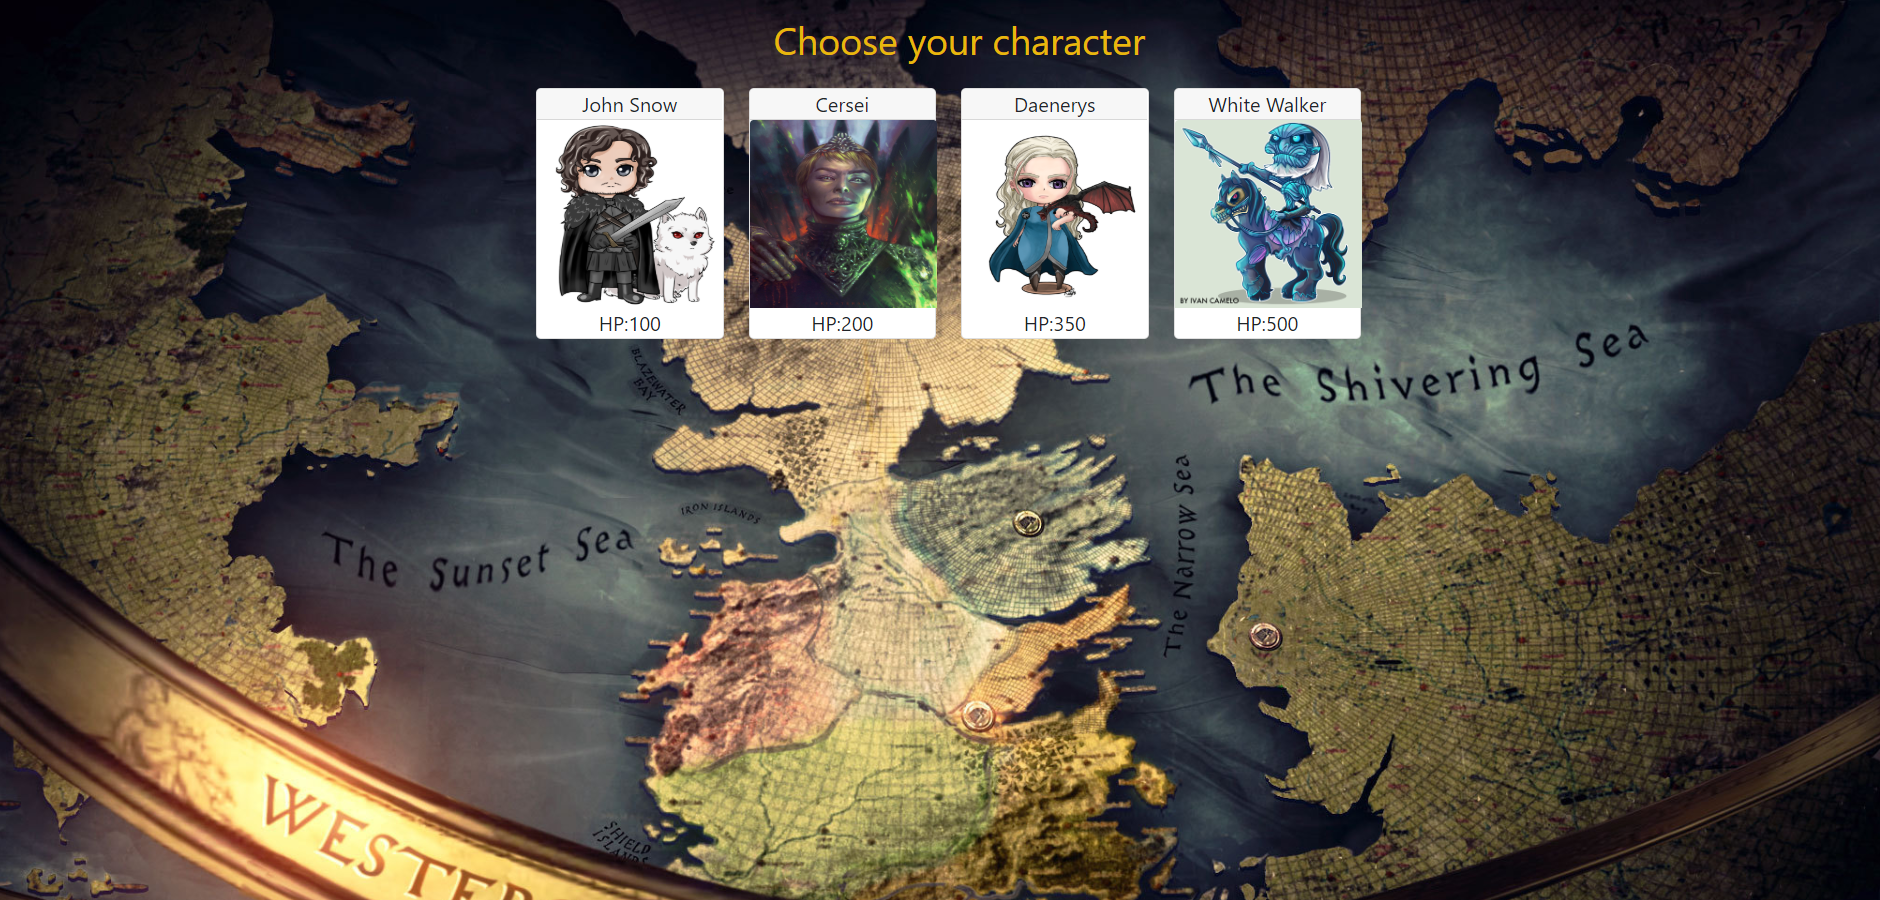 Choose your character
John Snow
Cersei
Daenerys
White Walker
BY IVAN CAMELO
HP:100
HP:200
HP:350
HP:500
BLAZEWATER
BAY
The Shivering Sea
The Narrow Sea
IRON ISLANDS
The Sunset Sea
SHIELD
ISLANDS
WESTER